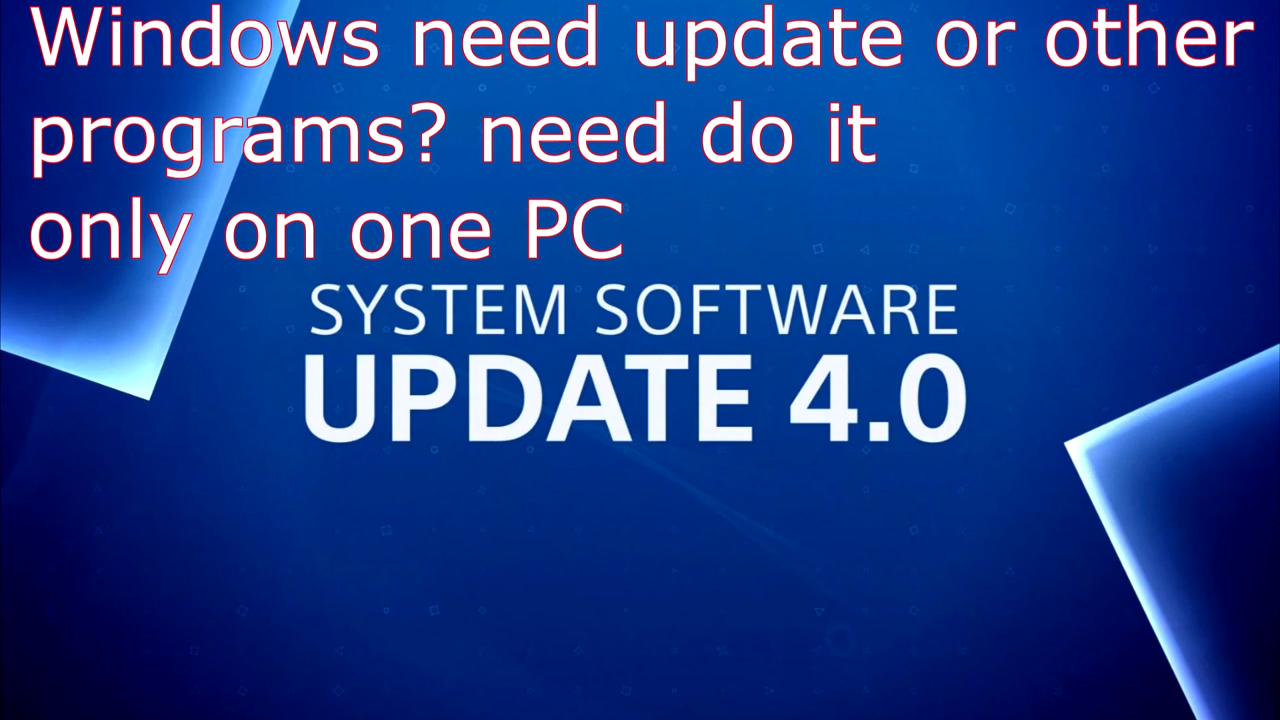 Windows need update or other
programs? need do it
only on one PC
SYSTEM SOFTWARE
UPDATE 4.0